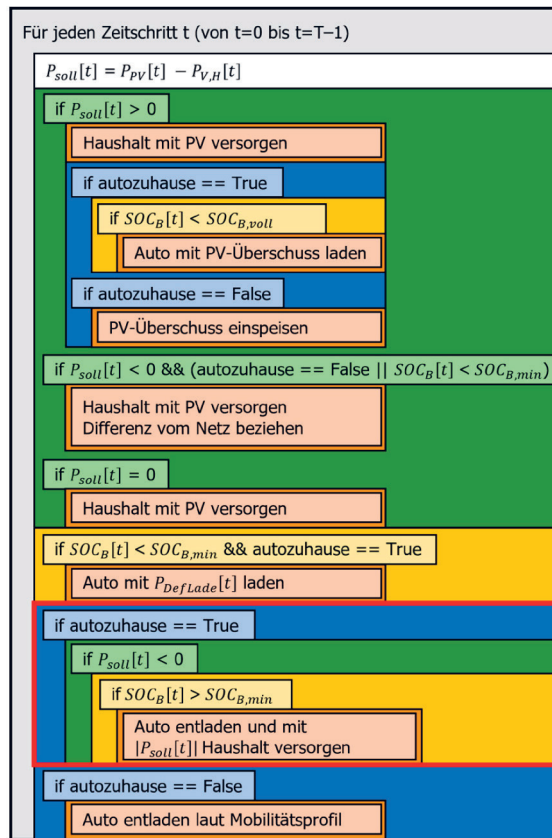 Für jeden Zeitschritt t (von t=0 bis t=T–1)
P_soll[t] = P_PV[t] − P_V,H[t]
if P_soll[t] > 0
Haushalt mit PV versorgen
if autozuhause == True
if SOC_B[t] < SOC_B,voll
Auto mit PV-Überschuss laden
if autozuhause == False
PV-Überschuss einspeisen
if P_soll[t] < 0 && (autozuhause == False || SOC_B[t] < SOC_B,min)
Haushalt mit PV versorgen
Differenz vom Netz beziehen
if P_soll[t] = 0
Haushalt mit PV versorgen
if SOC_B[t] < SOC_B,min && autozuhause == True
Auto mit P_DefLade[t] laden
if autozuhause == True
if P_soll[t] < 0
if SOC_B[t] > SOC_B,min
Auto entladen und mit
|P_soll[t]| Haushalt versorgen
if autozuhause == False
Auto entladen laut Mobilitätsprofil